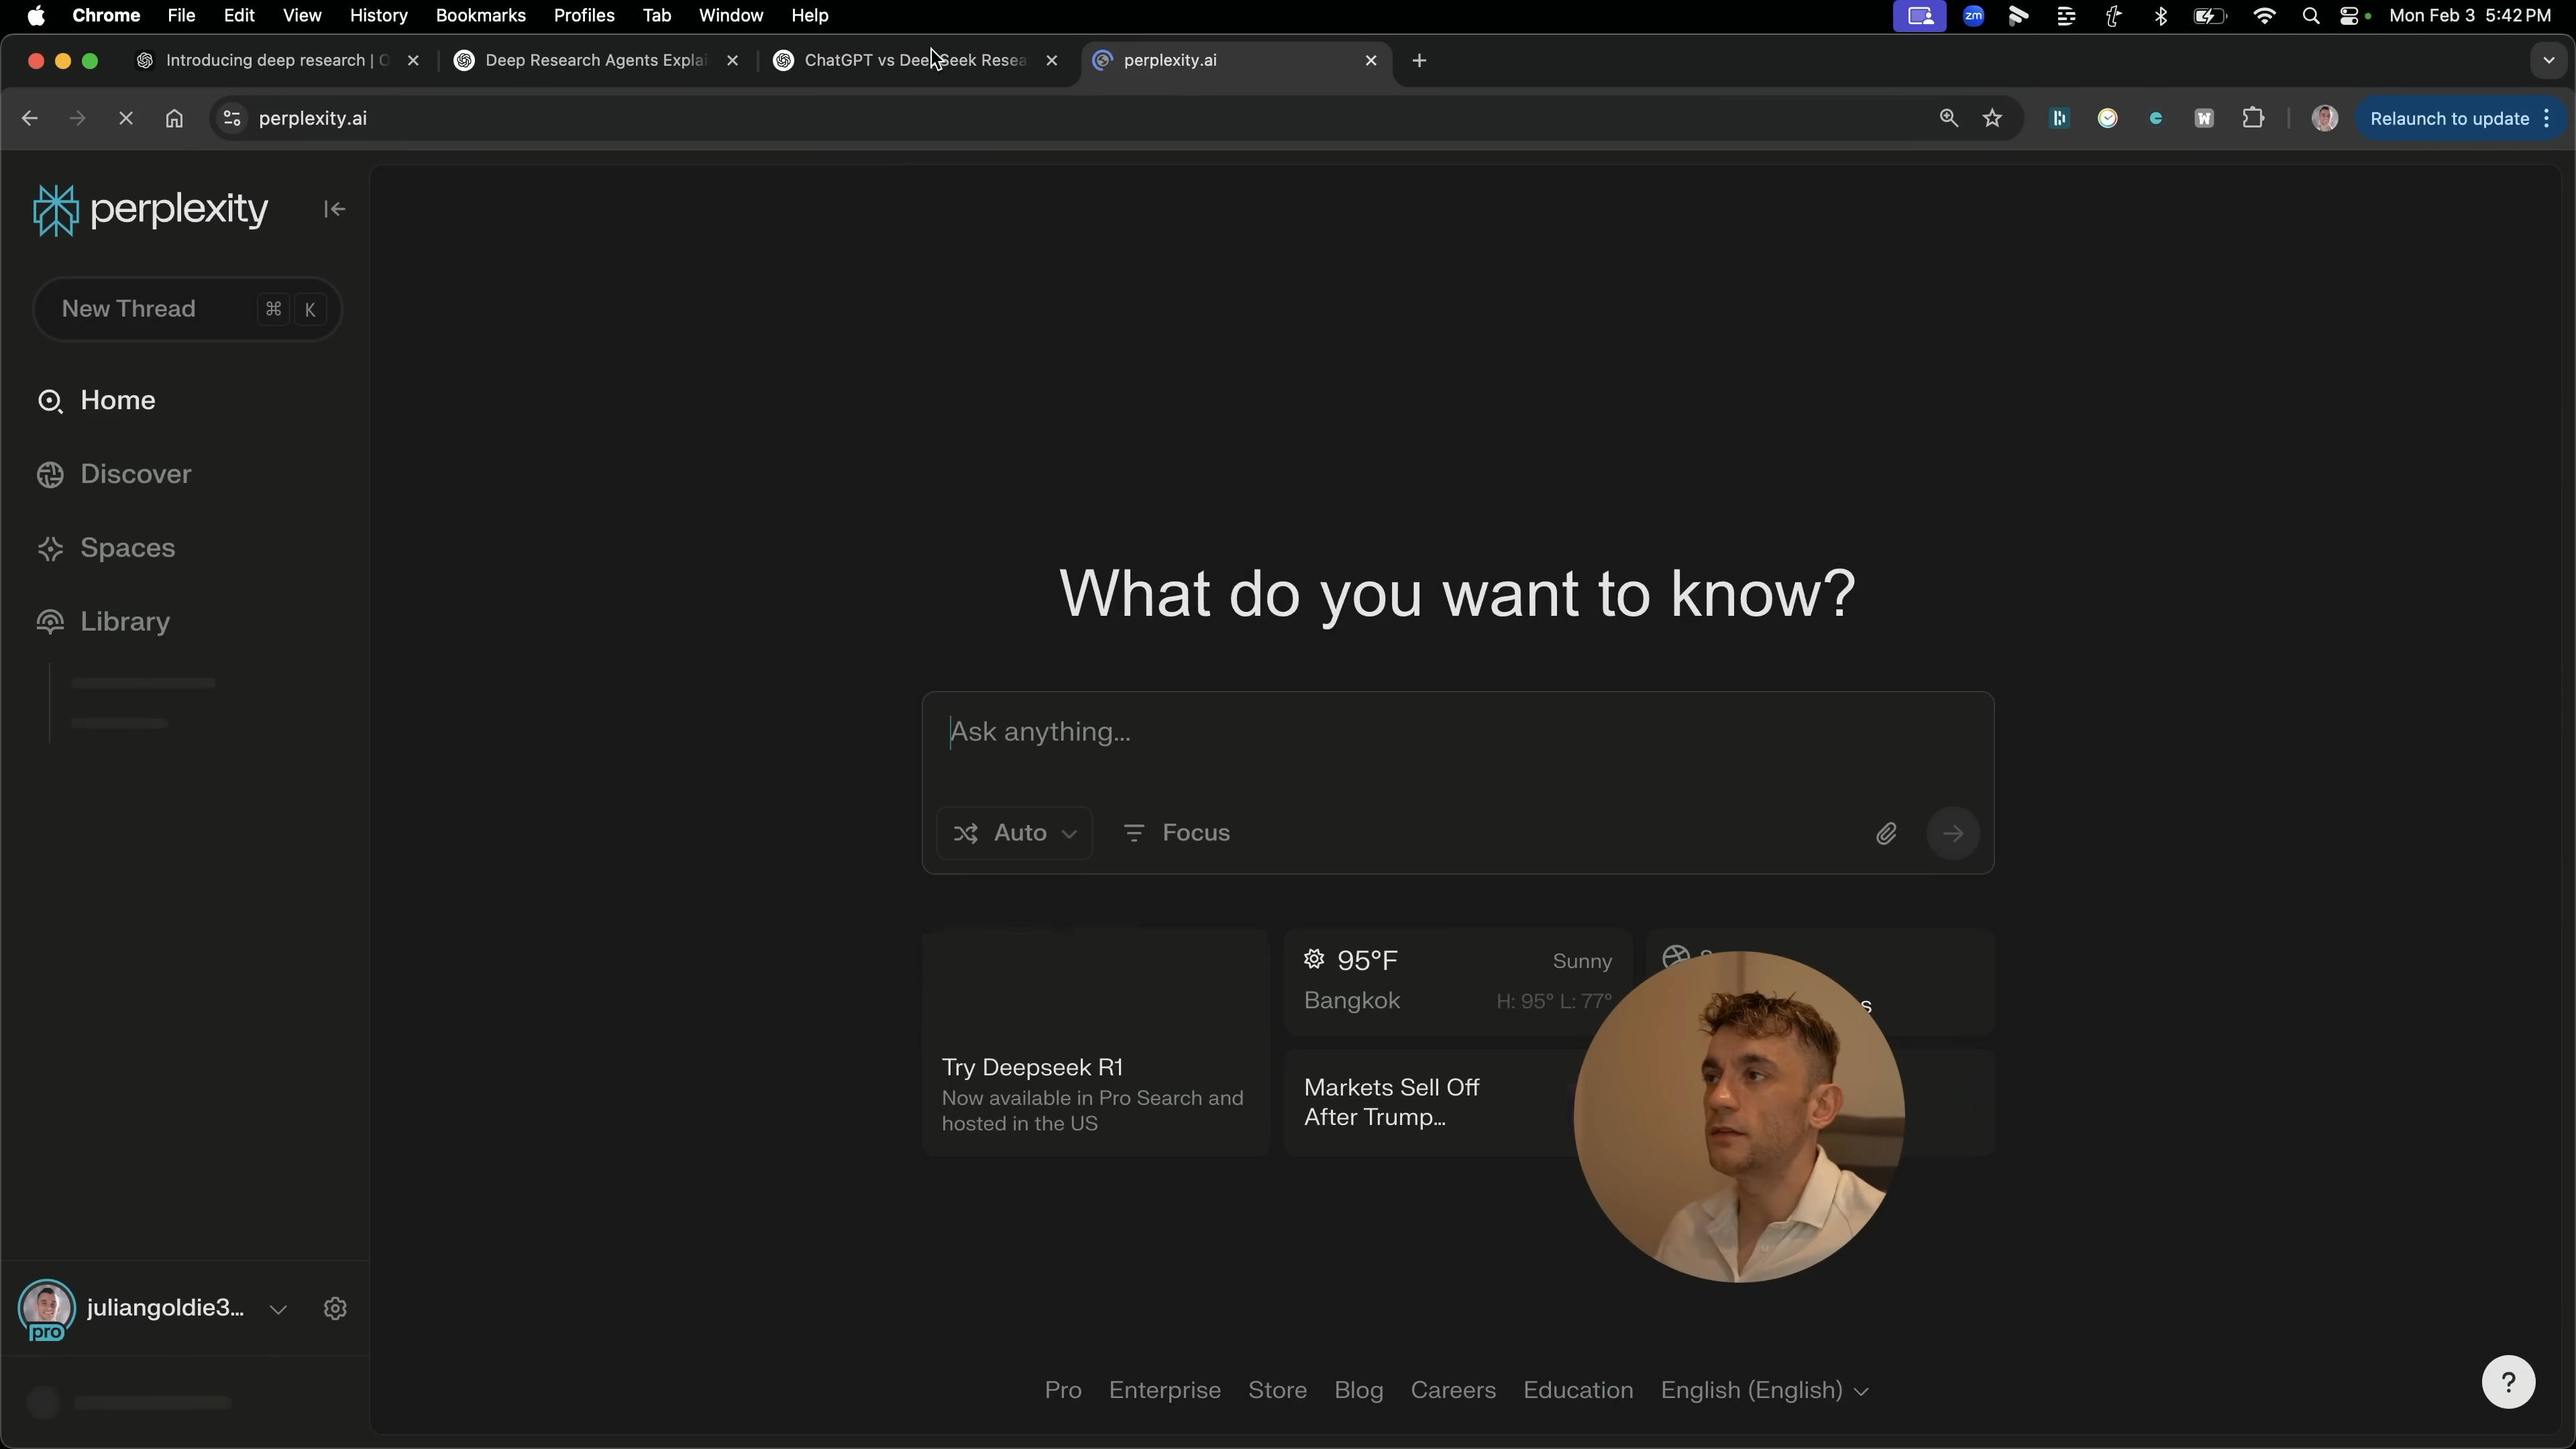 Chrome File Edit View History Bookmarks Profiles Tab Window Help zm Mon Feb 3 5:42 PM
Introducing deep research | O Deep Research Agents Explai ChatGPT vs DeepSeek Resea perplexity.ai
perplexity.ai W Relaunch to update
perplexity
New Thread ⌘ K
Home
Discover
Spaces
Library
What do you want to know?
Ask anything...
Auto Focus
95°F Sunny
Bangkok H: 95° L: 77°
Try Deepseek R1
Now available in Pro Search and
hosted in the US
Markets Sell Off
After Trump...
juliangoldie3...
pro
Pro Enterprise Store Blog Careers Education English (English)
?